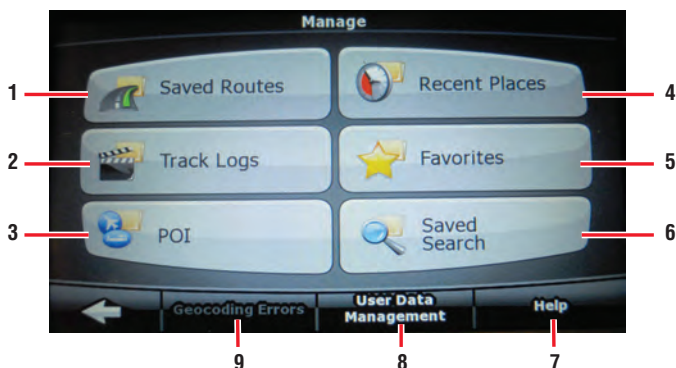 Manage
1 Saved Routes Recent Places 4
2 Track Logs Favorites 5
3 POI Saved Search 6
Geocoding Errors User Data Management Help
9 8 7